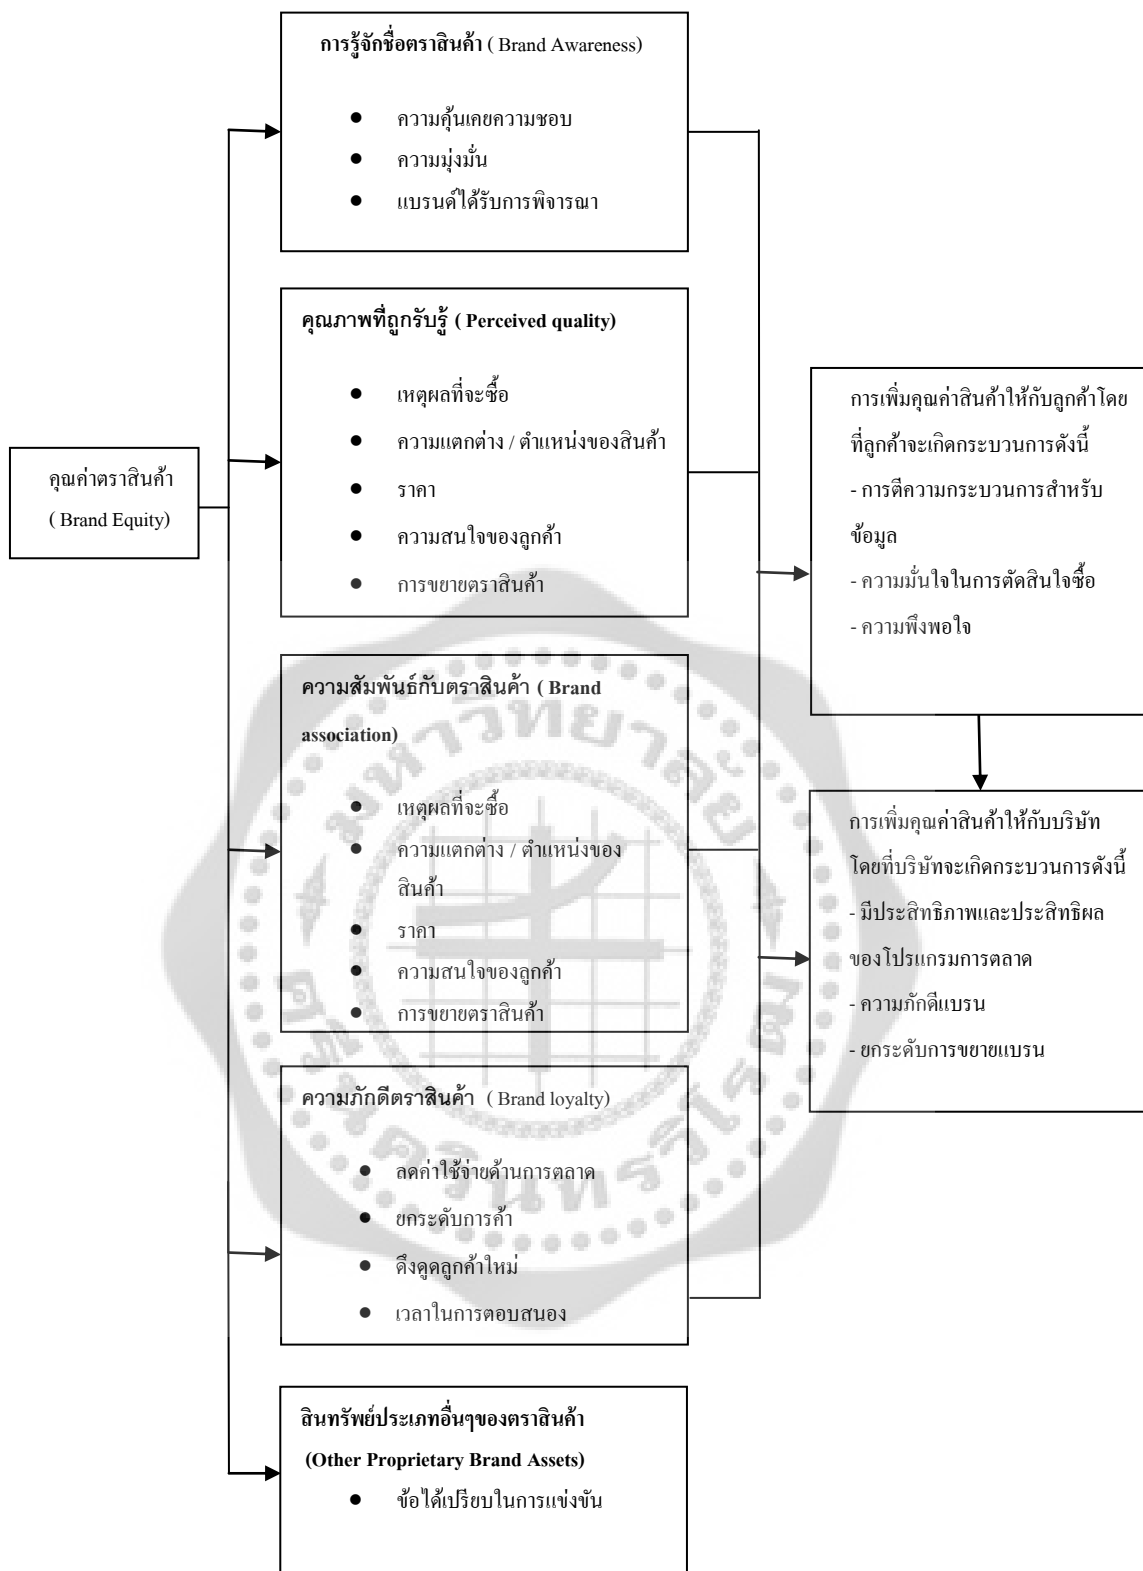 การรู้จักชื่อตราสินค้า ( Brand Awareness)
● ความคุ้นเคยความชอบ
● ความมุ่งมั่น
● แบรนด์ได้รับการพิจารณา
คุณภาพที่ถูกรับรู้ ( Perceived quality)
● เหตุผลที่จะซื้อ
● ความแตกต่าง / ตำแหน่งของสินค้า
● ราคา
● ความสนใจของลูกค้า
● การขยายตราสินค้า
คุณค่าตราสินค้า
( Brand Equity)
ความสัมพันธ์กับตราสินค้า ( Brand
association)
● เหตุผลที่จะซื้อ
● ความแตกต่าง / ตำแหน่งของ
สินค้า
● ราคา
● ความสนใจของลูกค้า
● การขยายตราสินค้า
ความภักดีตราสินค้า ( Brand loyalty)
● ลดค่าใช้จ่ายด้านการตลาด
● ยกระดับการค้า
● ดึงดูดลูกค้าใหม่
● เวลาในการตอบสนอง
สินทรัพย์ประเภทอื่นๆของตราสินค้า
(Other Proprietary Brand Assets)
● ข้อได้เปรียบในการแข่งขัน
การเพิ่มคุณค่าสินค้าให้กับลูกค้าโดย
ที่ลูกค้าจะเกิดกระบวนการดังนี้
- การตีความกระบวนการสำหรับ
ข้อมูล
- ความมั่นใจในการตัดสินใจซื้อ
- ความพึงพอใจ
การเพิ่มคุณค่าสินค้าให้กับบริษัท
โดยที่บริษัทจะเกิดกระบวนการดังนี้
- มีประสิทธิภาพและประสิทธิผล
ของโปรแกรมการตลาด
- ความภักดีแบรน
- ยกระดับการขยายแบรน
มหาวิทยาลัย
ศรีนครินทรวิโรฒ